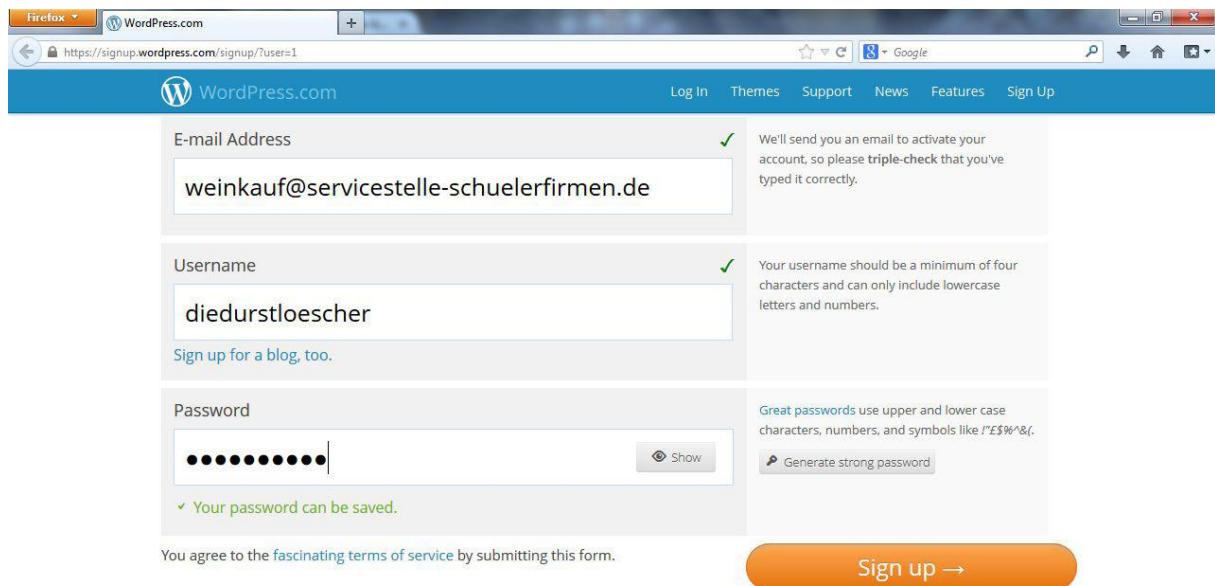 Firefox
WordPress.com
https://signup.wordpress.com/signup/?user=1
Google
WordPress.com
Log In Themes Support News Features Sign Up
E-mail Address
We'll send you an email to activate your
account, so please triple-check that you've
typed it correctly.
weinkauf@servicestelle-schuelerfirmen.de
Username
Your username should be a minimum of four
characters and can only include lowercase
letters and numbers.
diedurstloescher
Sign up for a blog, too.
Password
Great passwords use upper and lower case
characters, numbers, and symbols like !"£$%^&(.
●●●●●●●●●●
Show
Generate strong password
Your password can be saved.
You agree to the fascinating terms of service by submitting this form.
Sign up →